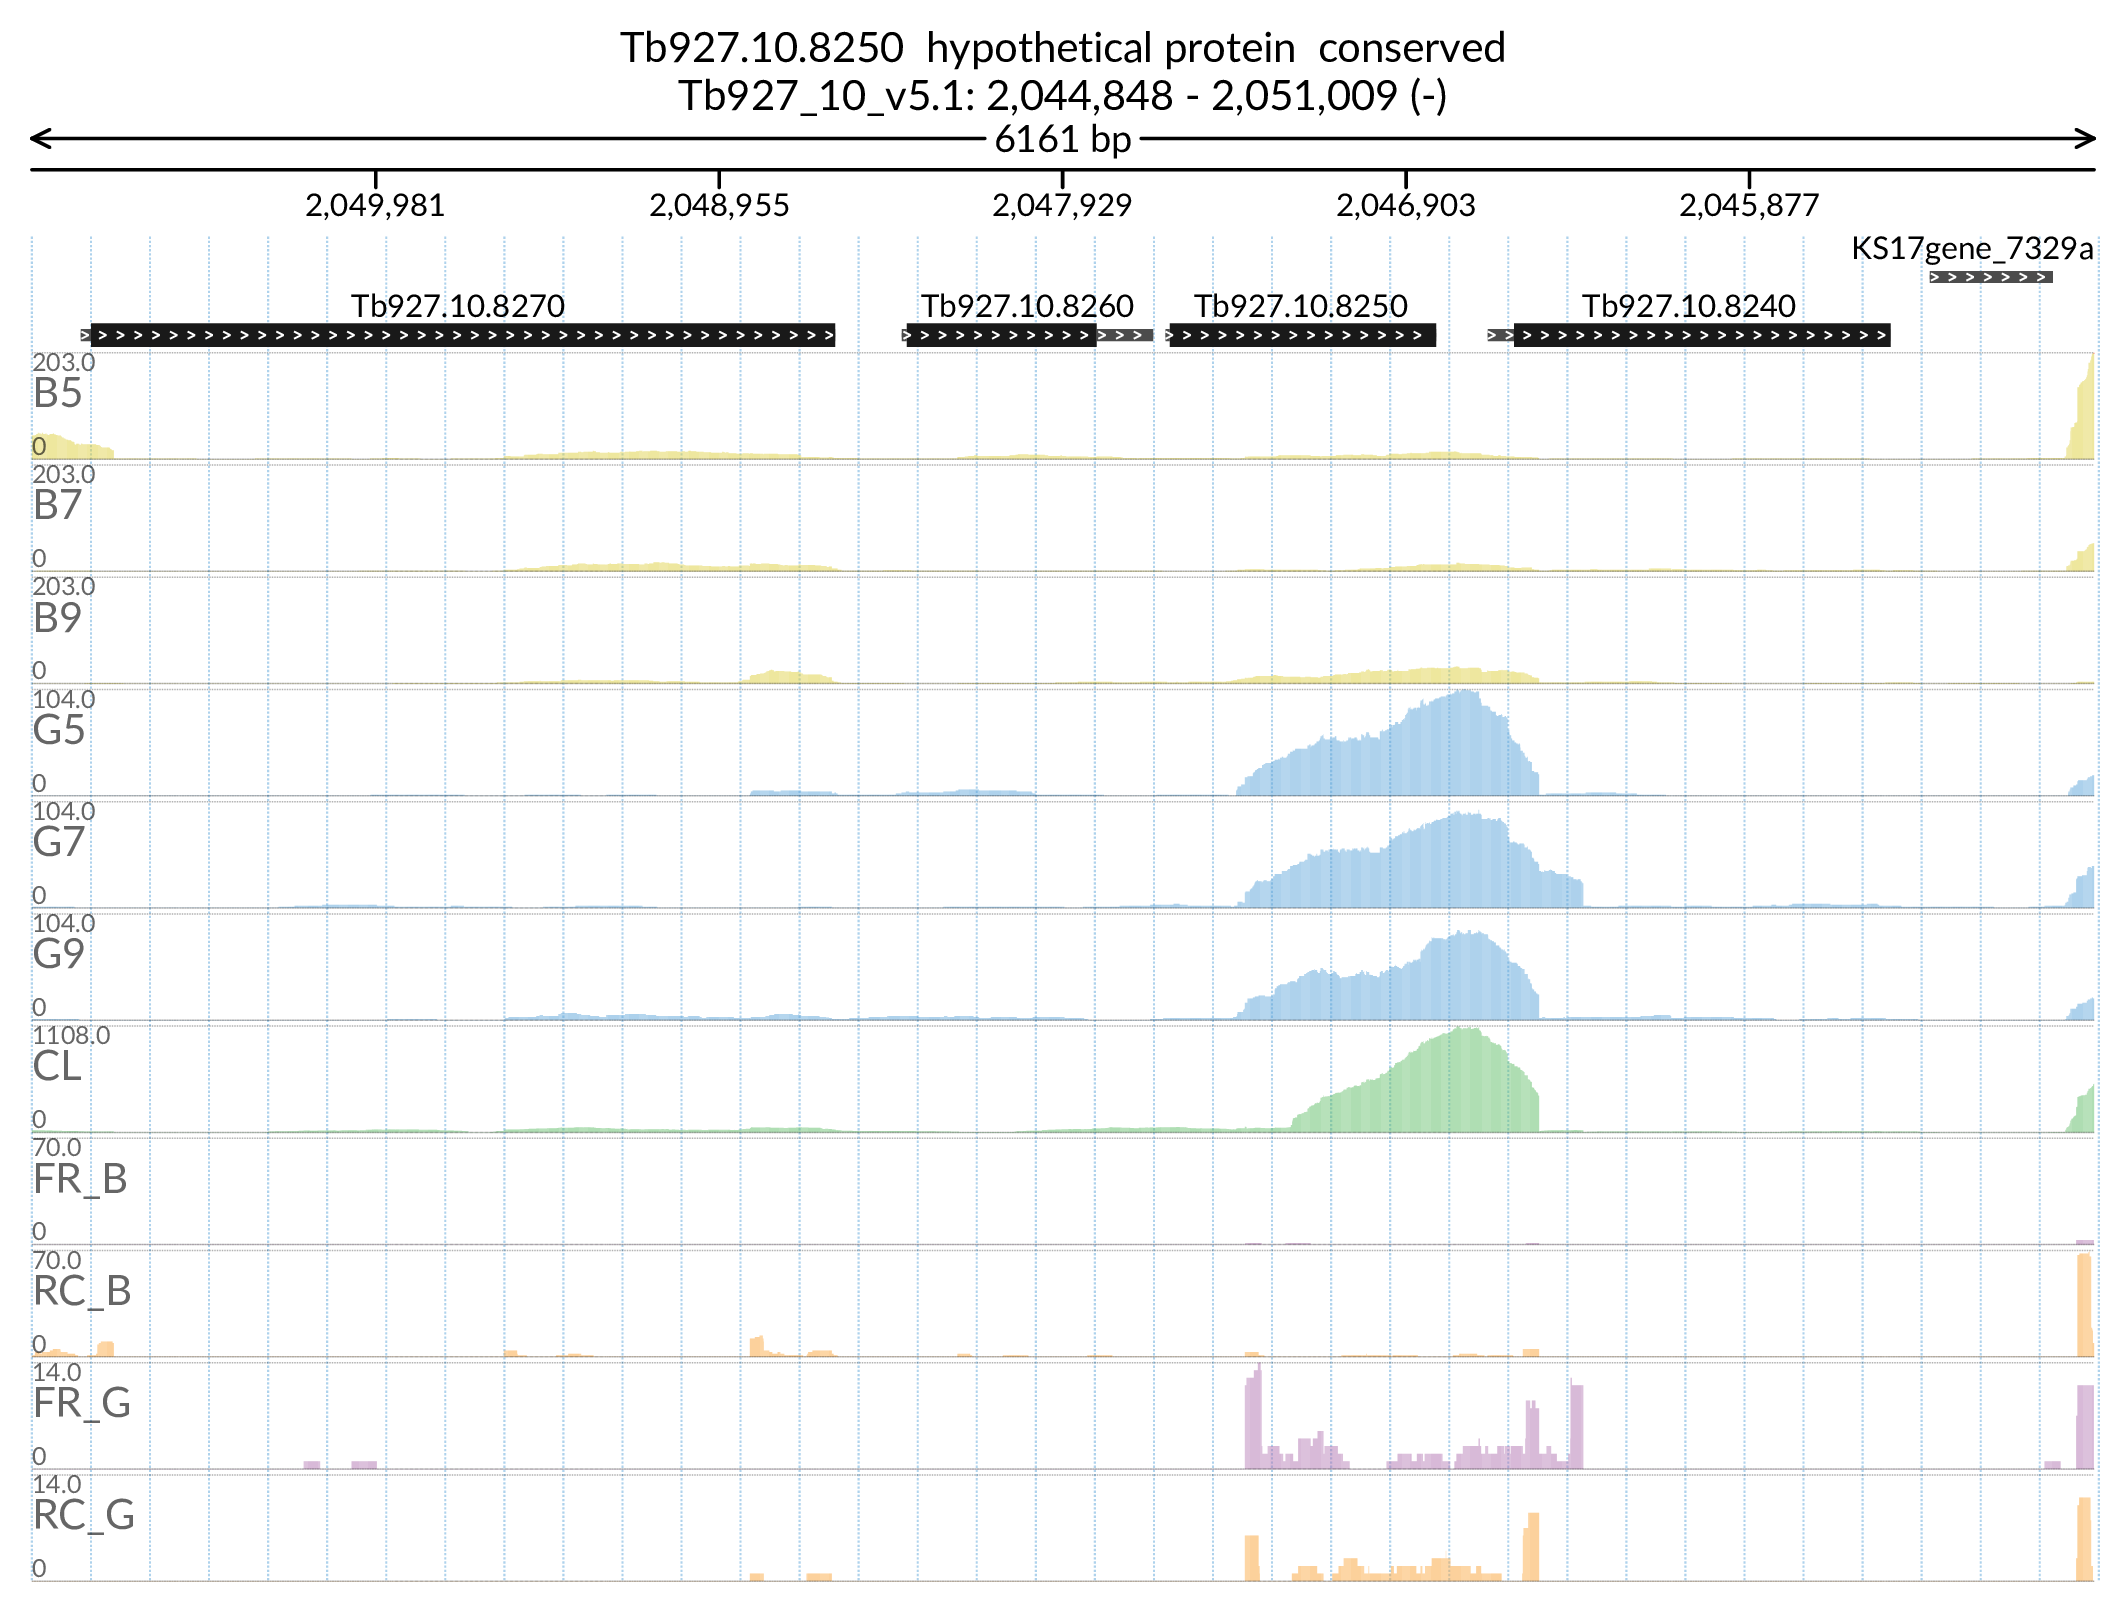 Tb927.10.8250  hypothetical protein  conserved
Tb927_10_v5.1: 2,044,848 - 2,051,009 (-)
6161 bp
2,049,981 2,048,955 2,047,929 2,046,903 2,045,877
KS17gene_7329a
Tb927.10.8270 Tb927.10.8260 Tb927.10.8250 Tb927.10.8240
203.0
B5
0
203.0
B7
0
203.0
B9
0
104.0
G5
0
104.0
G7
0
104.0
G9
0
1108.0
CL
0
70.0
FR_B
0
70.0
RC_B
0
14.0
FR_G
0
14.0
RC_G
0